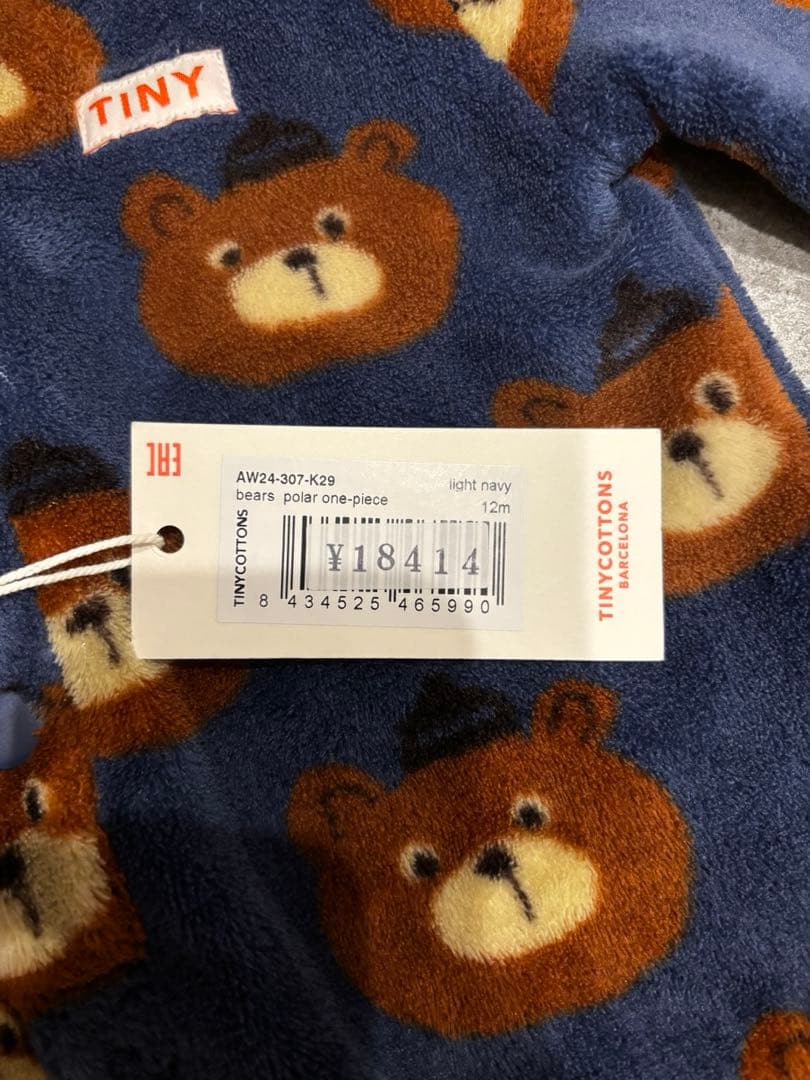 TINY
EAC
AW24-307-K29
light navy
bears polar one-piece
12m
TINYCOTTONS
¥18414
8 434525 465990
TINYCOTTONS
BARCELONA